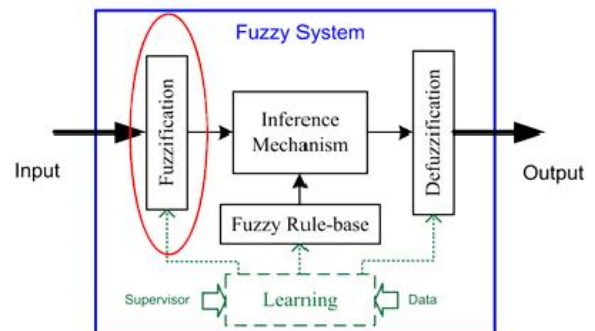 Fuzzy System
Input
Fuzzification
Inference
Mechanism
Defuzzification
Output
Fuzzy Rule-base
Supervisor
Learning
Data